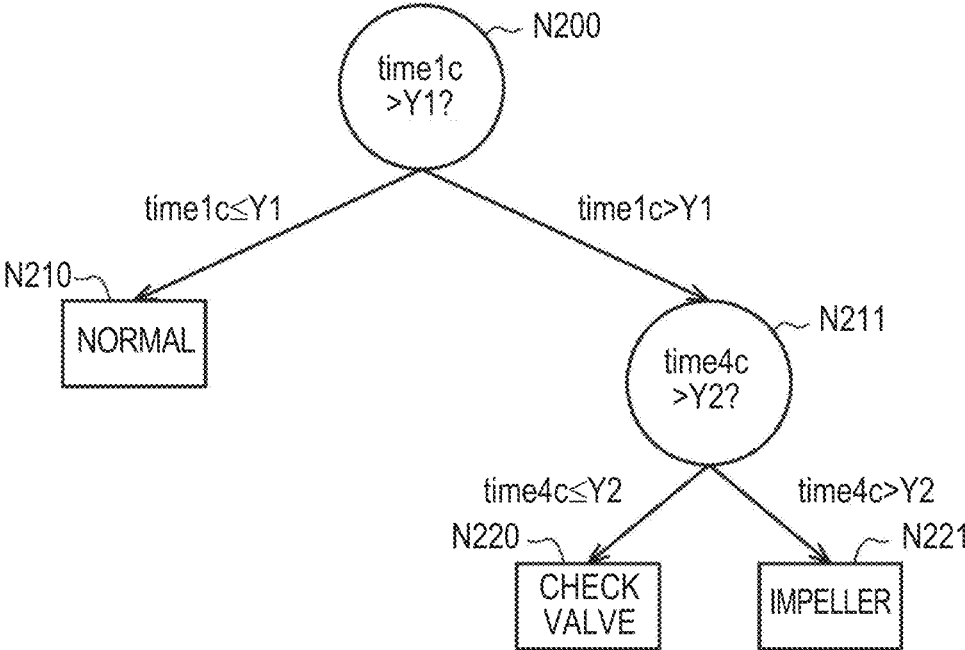 N200
time1c
>Y1?
time1c≤Y1
time1c>Y1
N210
NORMAL
N211
time4c
>Y2?
time4c≤Y2
time4c>Y2
N220
CHECK
VALVE
N221
IMPELLER